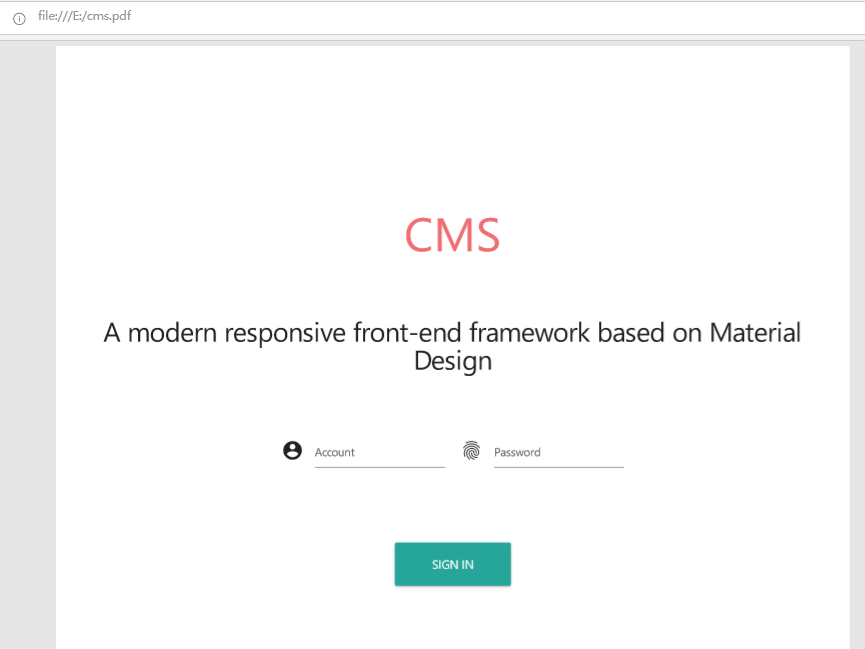 file:///E:/cms.pdf
CMS
A modern responsive front-end framework based on Material
Design
Account Password
SIGN IN